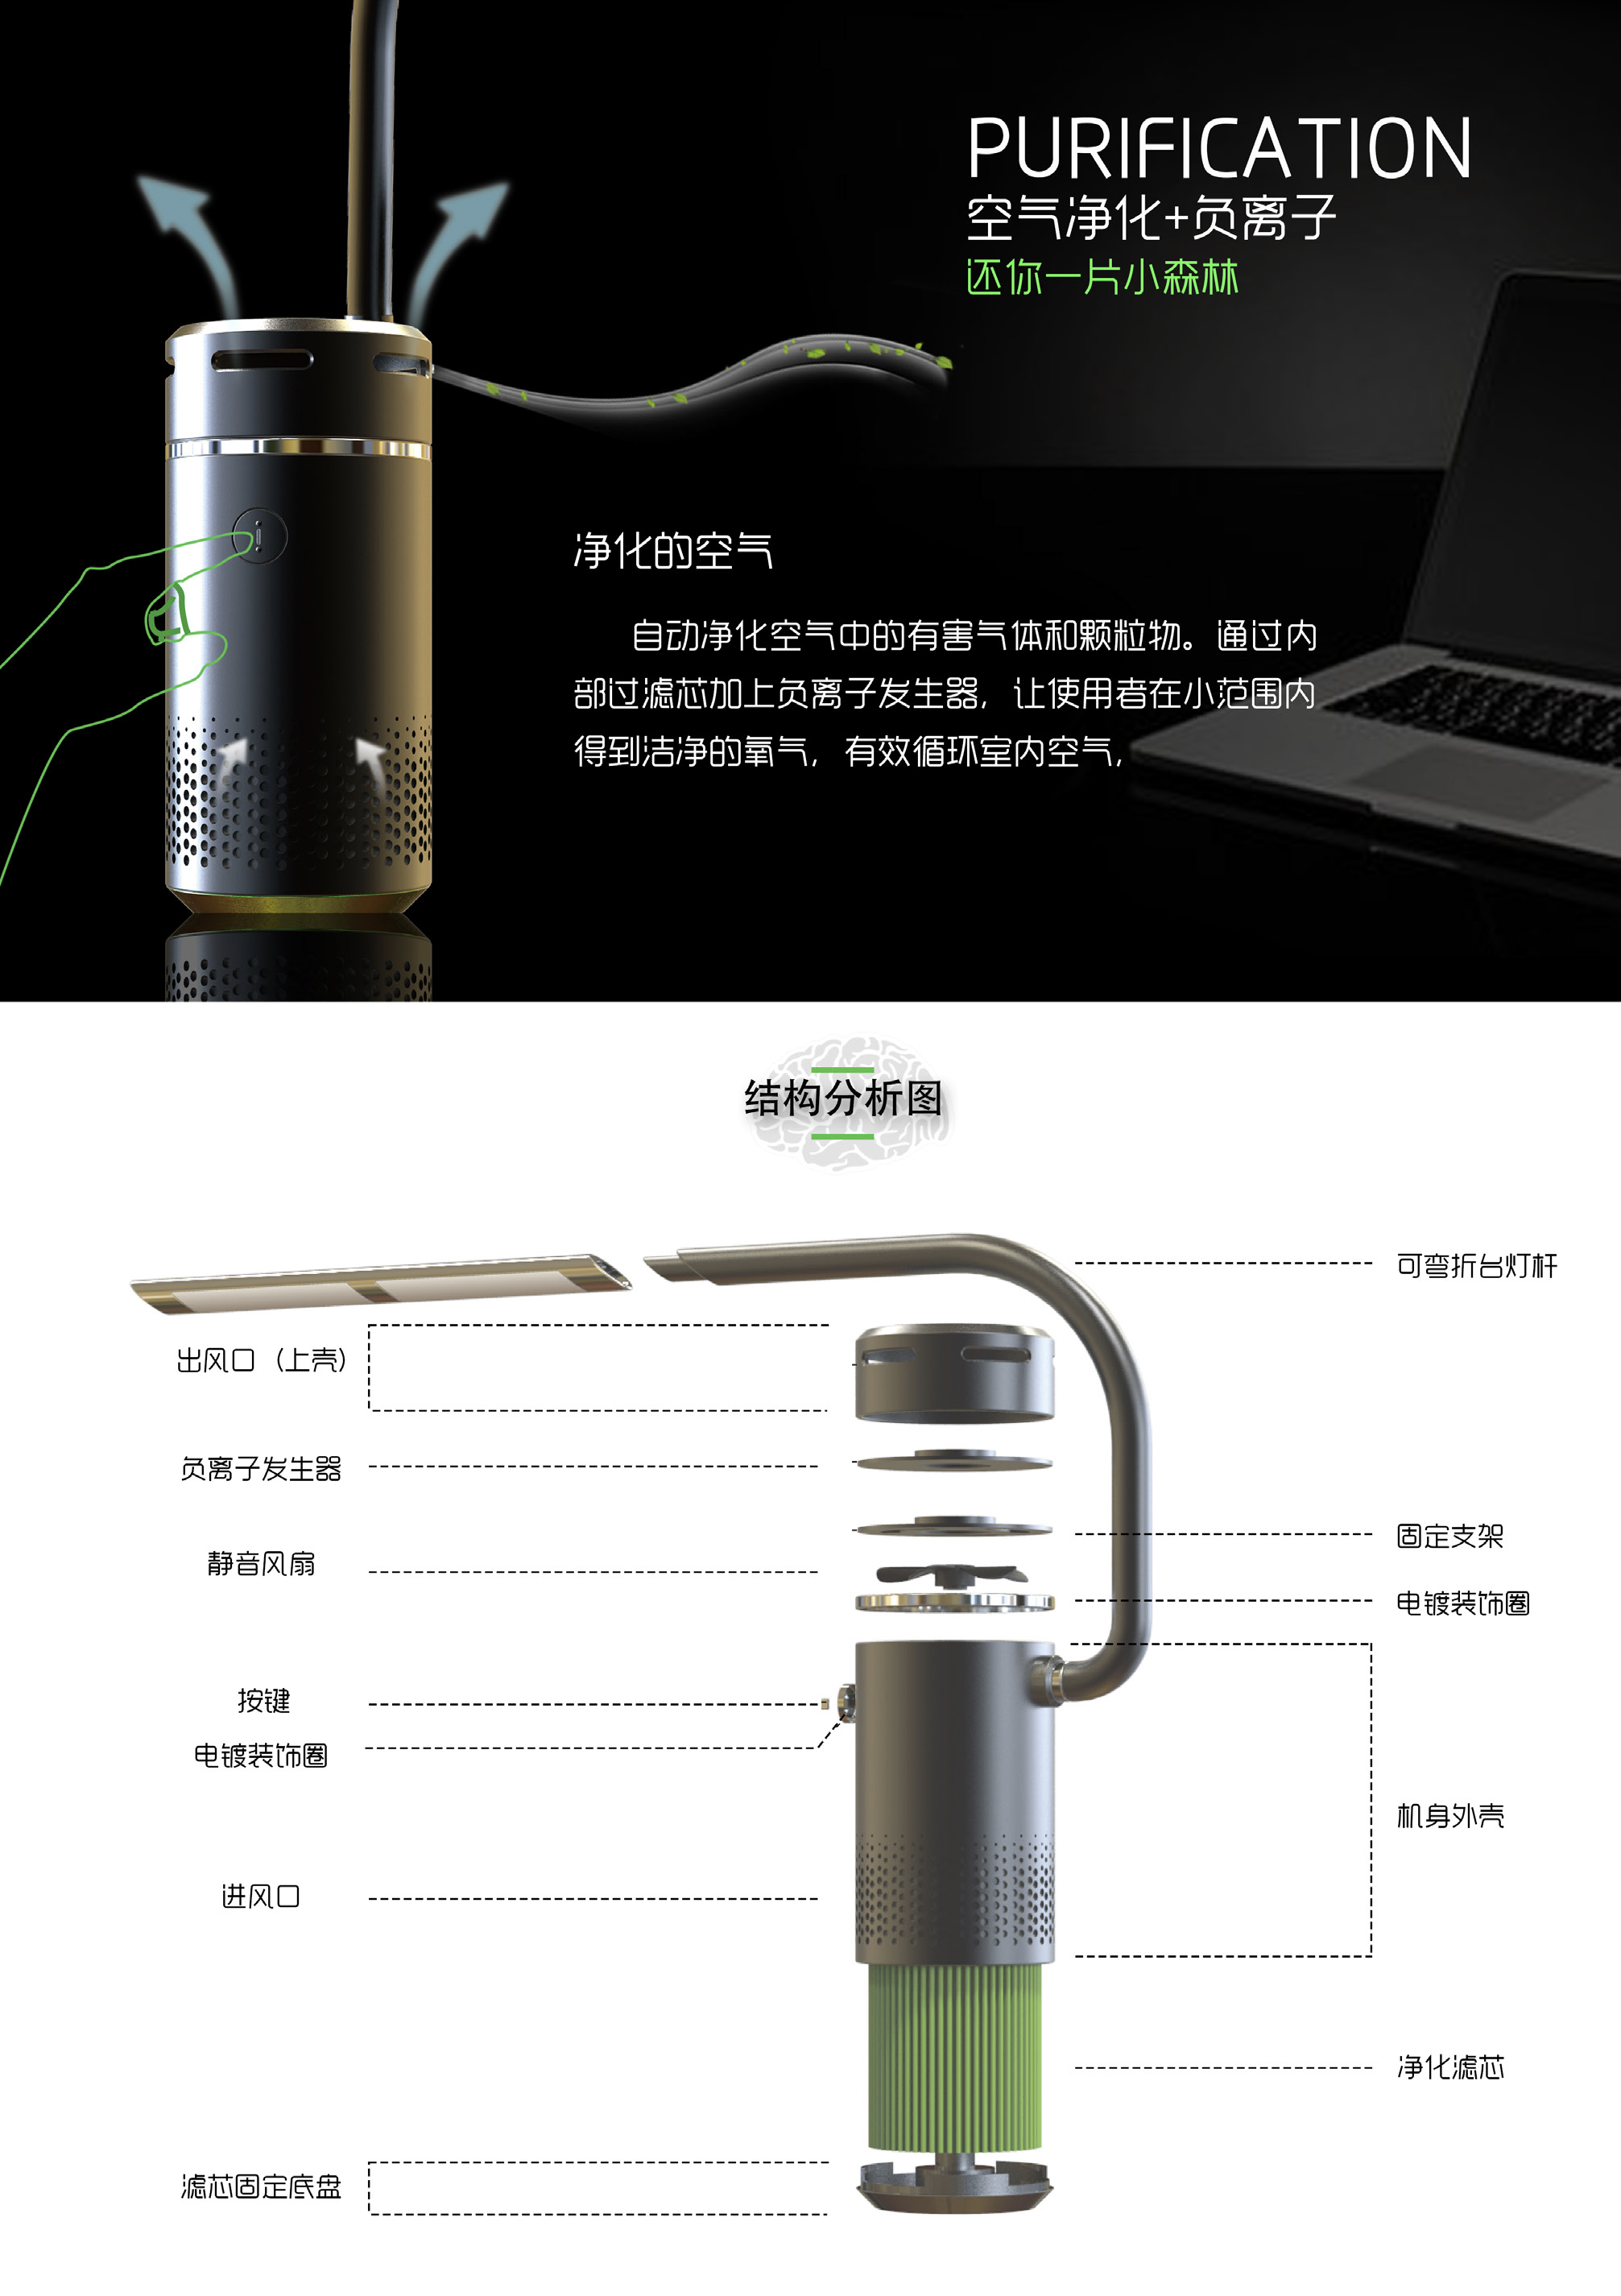 PURIFICATION
空气净化+负离子
还你一片小森林
净化的空气
自动净化空气中的有害气体和颗粒物。通过内
部过滤芯加上负离子发生器，让使用者在小范围内
得到洁净的氧气，有效循环室内空气，
结构分析图
可弯折台灯杆
出风口（上壳）
负离子发生器
固定支架
静音风扇
电镀装饰圈
按键
电镀装饰圈
机身外壳
进风口
净化滤芯
滤芯固定底盘